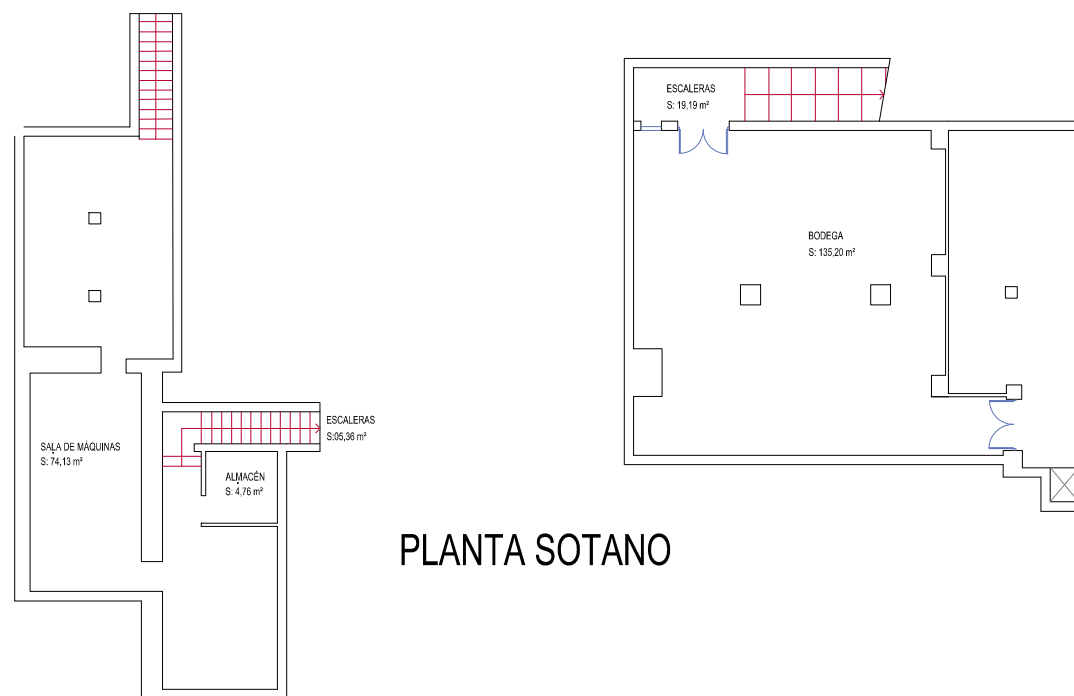 ESCALERAS
S: 19,19 m²
BODEGA
S: 135,20 m²
ESCALERAS
S:05,36 m²
SALA DE MÁQUINAS
S: 74,13 m²
ALMACÉN
S: 4,76 m²
PLANTA SOTANO